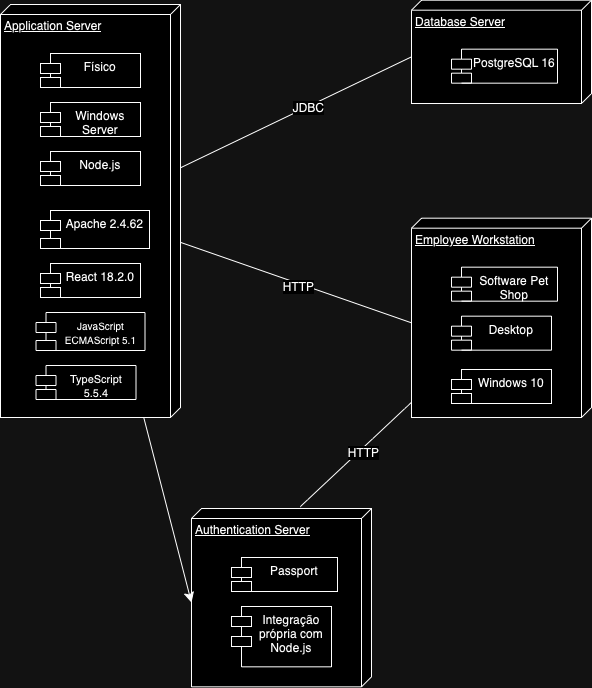 Application Server
Físico
Windows
Server
Node.js
Apache 2.4.62
React 18.2.0
JavaScript
ECMAScript 5.1
TypeScript
5.5.4
JDBC
HTTP
Database Server
PostgreSQL 16
Employee Workstation
Software Pet
Shop
Desktop
Windows 10
HTTP
Authentication Server
Passport
Integração
própria com
Node.js